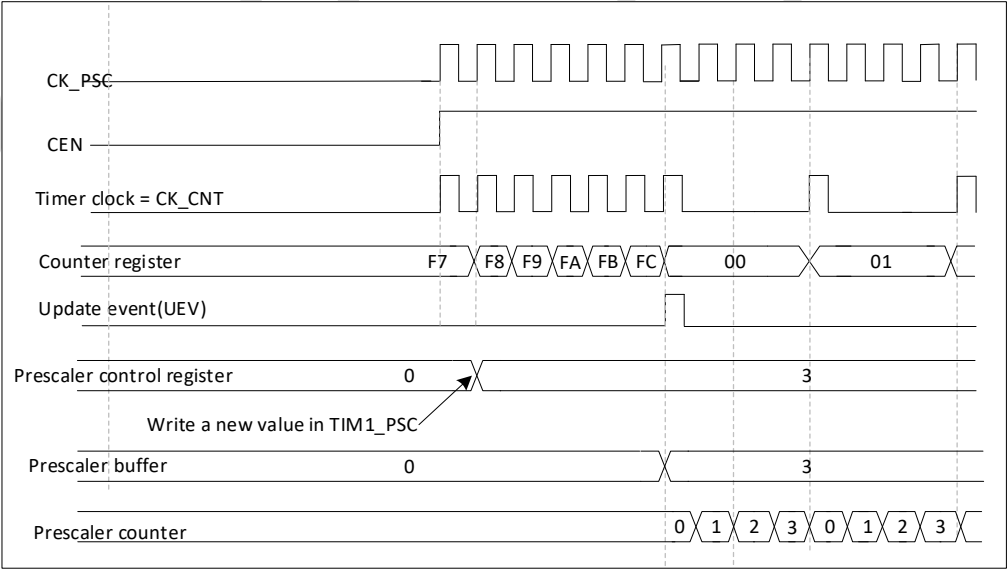 CK_PSC
CEN
Timer clock = CK_CNT
Counter register F7 F8 F9 FA FB FC 00 01
Update event(UEV)
Prescaler control register 0 3
Write a new value in TIM1_PSC
Prescaler buffer 0 3
Prescaler counter 0 1 2 3 0 1 2 3